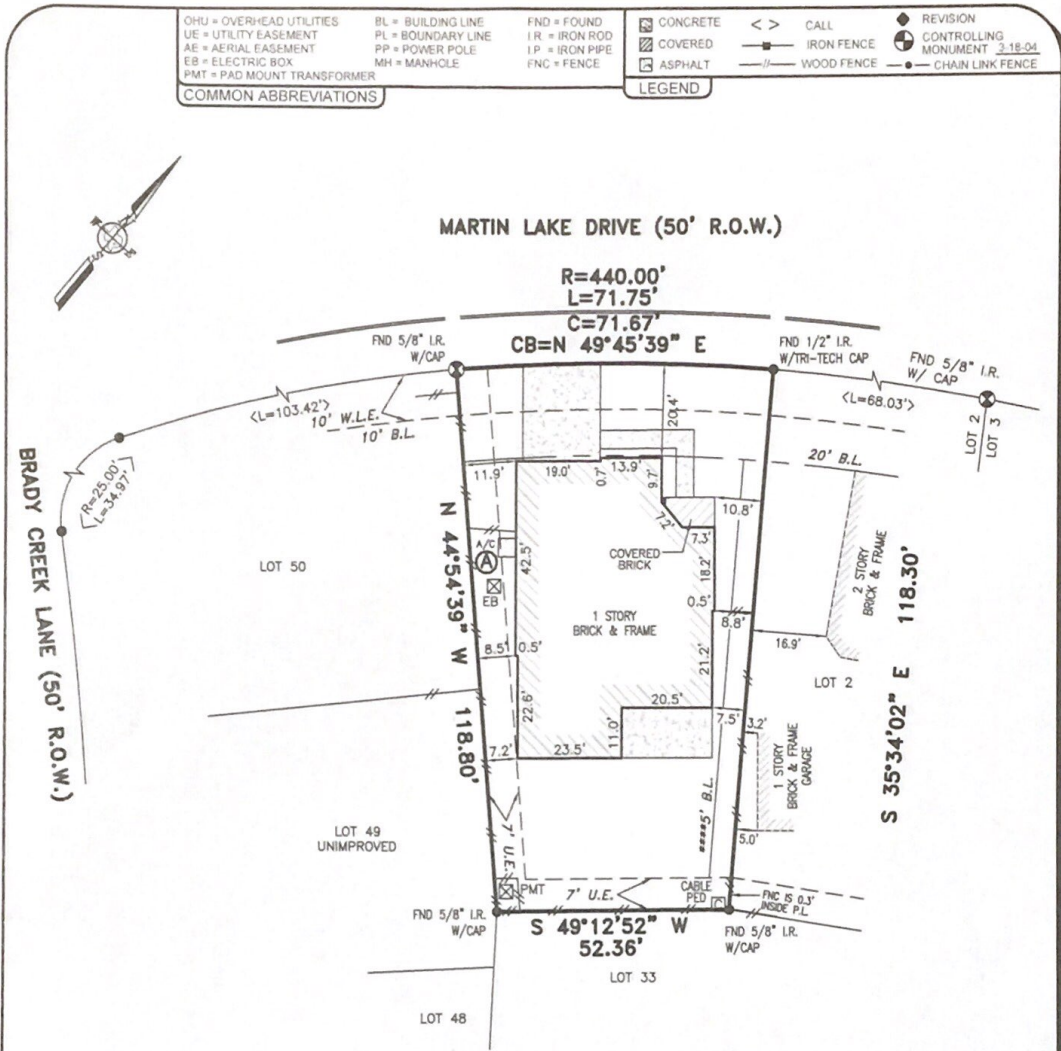 OHU = OVERHEAD UTILITIES
UE = UTILITY EASEMENT
AE = AERIAL EASEMENT
EB = ELECTRIC BOX
PMT = PAD MOUNT TRANSFORMER
BL = BUILDING LINE
PL = BOUNDARY LINE
PP = POWER POLE
MH = MANHOLE
FND = FOUND
I.R = IRON ROD
I.P = IRON PIPE
FNC = FENCE
COMMON ABBREVIATIONS
CONCRETE
COVERED
ASPHALT
< > CALL
IRON FENCE
WOOD FENCE
REVISION
CONTROLLING
MONUMENT 3-18-04
CHAIN LINK FENCE
LEGEND
MARTIN LAKE DRIVE (50' R.O.W.)
R=440.00'
L=71.75'
C=71.67'
CB=N 49°45'39" E
FND 5/8" I.R.
W/CAP
FND 1/2" I.R.
W/TRI-TECH CAP
FND 5/8" I.R.
W/ CAP
<L=103.42'>
<L=68.03'>
10' W.L.E.
10' B.L.
LOT 2
LOT 3
20' B.L.
20.4'
<R=25.00'
L=34.97'>
BRADY CREEK LANE (50' R.O.W.)
11.9'
19.0'
0.7'
13.9'
9.7'
7.2'
10.8'
7.3'
COVERED
BRICK
18.2'
0.5'
8.8'
N 44°54'39" W 118.80'
A/C
A
EB
42.5'
LOT 50
1 STORY
BRICK & FRAME
2 STORY
BRICK & FRAME
16.9'
LOT 2
S 35°34'02" E 118.30'
8.5'
0.5'
22.6'
21.2'
20.5'
7.5'
3.2'
11.0'
7.2'
23.5'
1 STORY
BRICK & FRAME
GARAGE
5.0'
LOT 49
UNIMPROVED
7' U.E.
5' B.L.
PMT
7' U.E.
CABLE
PED
FNC IS 0.3'
INSIDE P.L.
FND 5/8" I.R.
W/CAP
S 49°12'52" W
52.36'
FND 5/8" I.R.
W/CAP
LOT 33
LOT 48